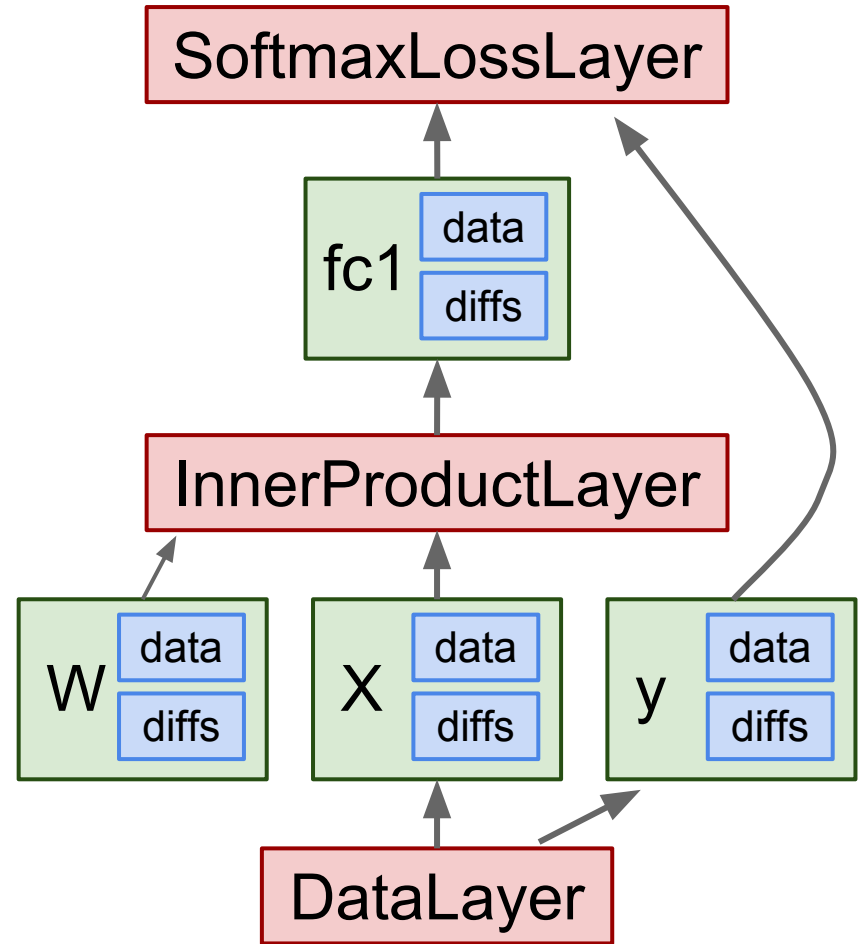 SoftmaxLossLayer
fc1
data
diffs
InnerProductLayer
W
data
diffs
X
data
diffs
y
data
diffs
DataLayer